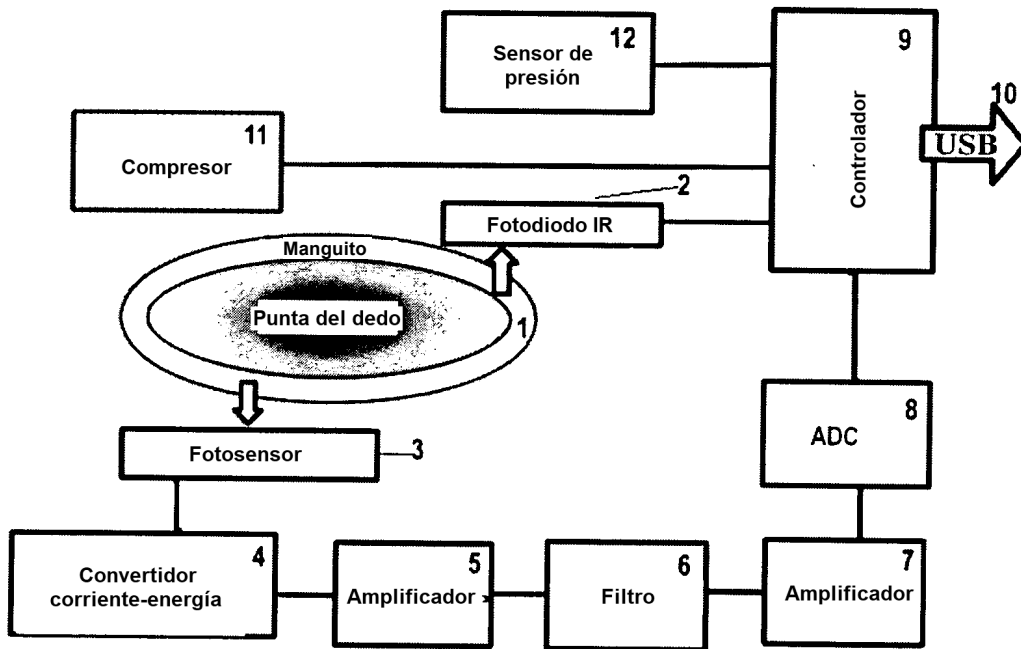 12
Sensor de
presión
9
Controlador
10
USB
11
Compresor
2
Fotodiodo IR
Manguito
Punta del dedo
1
8
ADC
Fotosensor
3
4
Convertidor
corriente-energía
5
Amplificador
6
Filtro
7
Amplificador